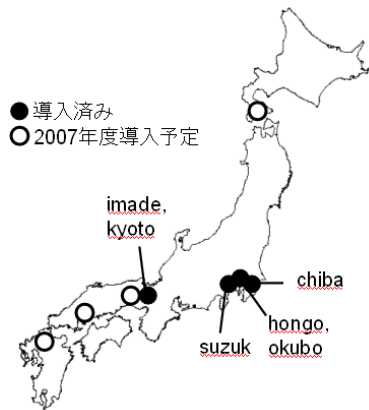 ●導入済み
○2007年度導入予定
imade,
kyoto
chiba
hongo,
okubo
suzuk